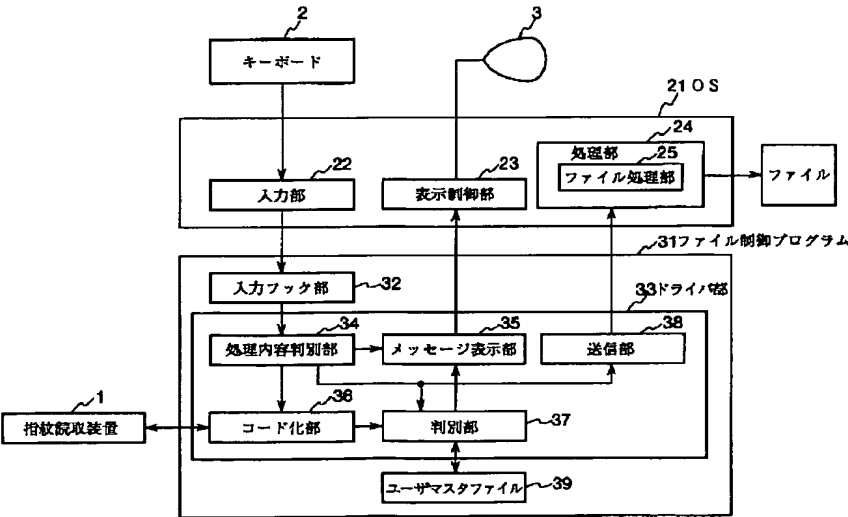 2
キーボード
3
21 OS
22
入力部
23
表示制御部
24
処理部
25
ファイル処理部
ファイル
31ファイル制御プログラム
入力フック部
32
33ドライバ部
34
処理内容判別部
35
メッセージ表示部
38
送信部
1
指紋読取装置
36
コード化部
判別部
37
ユーザマスタファイル
39